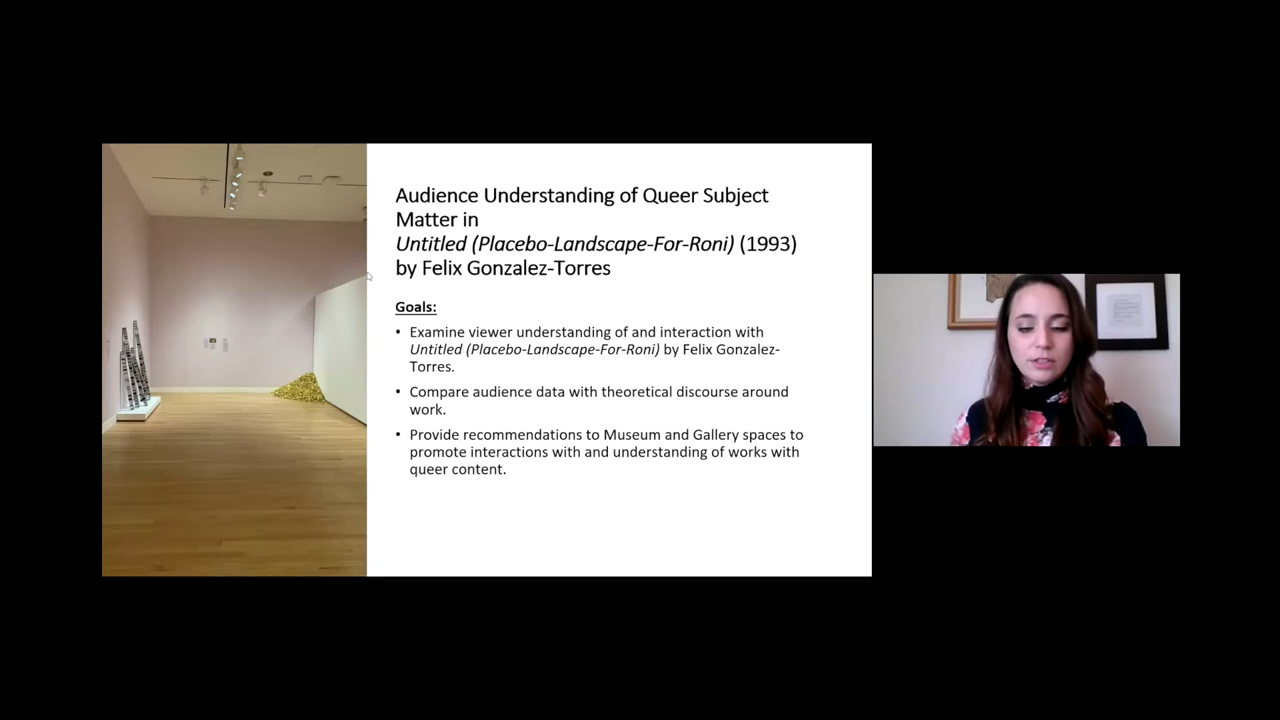 Audience Understanding of Queer Subject
Matter in
Untitled (Placebo-Landscape-For-Roni) (1993)
by Felix Gonzalez-Torres
Goals:
• Examine viewer understanding of and interaction with
Untitled (Placebo-Landscape-For-Roni) by Felix Gonzalez-
Torres.
• Compare audience data with theoretical discourse around
work.
• Provide recommendations to Museum and Gallery spaces to
promote interactions with and understanding of works with
queer content.